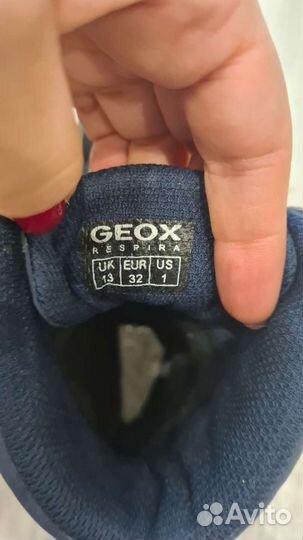 GEOX
RESPIRA
UK EUR US
13 32 1
Avito